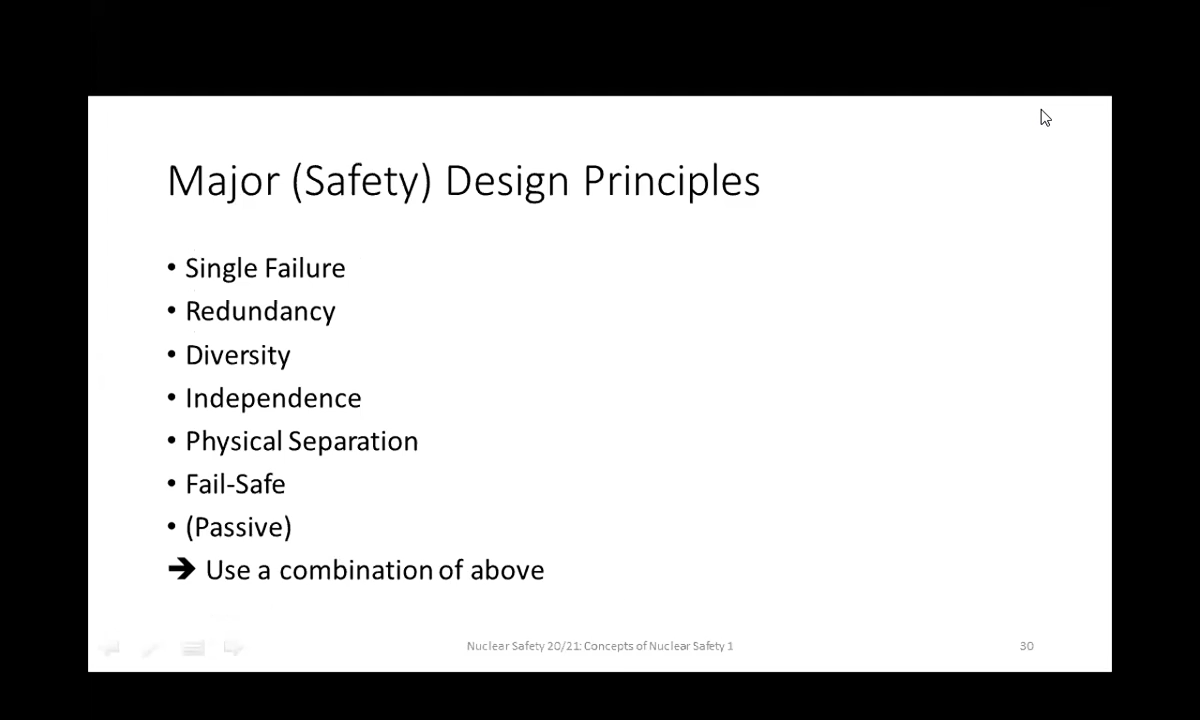 Major (Safety) Design Principles
• Single Failure
• Redundancy
• Diversity
• Independence
• Physical Separation
• Fail-Safe
• (Passive)
➔ Use a combination of above
Nuclear Safety 20/21: Concepts of Nuclear Safety 1
30